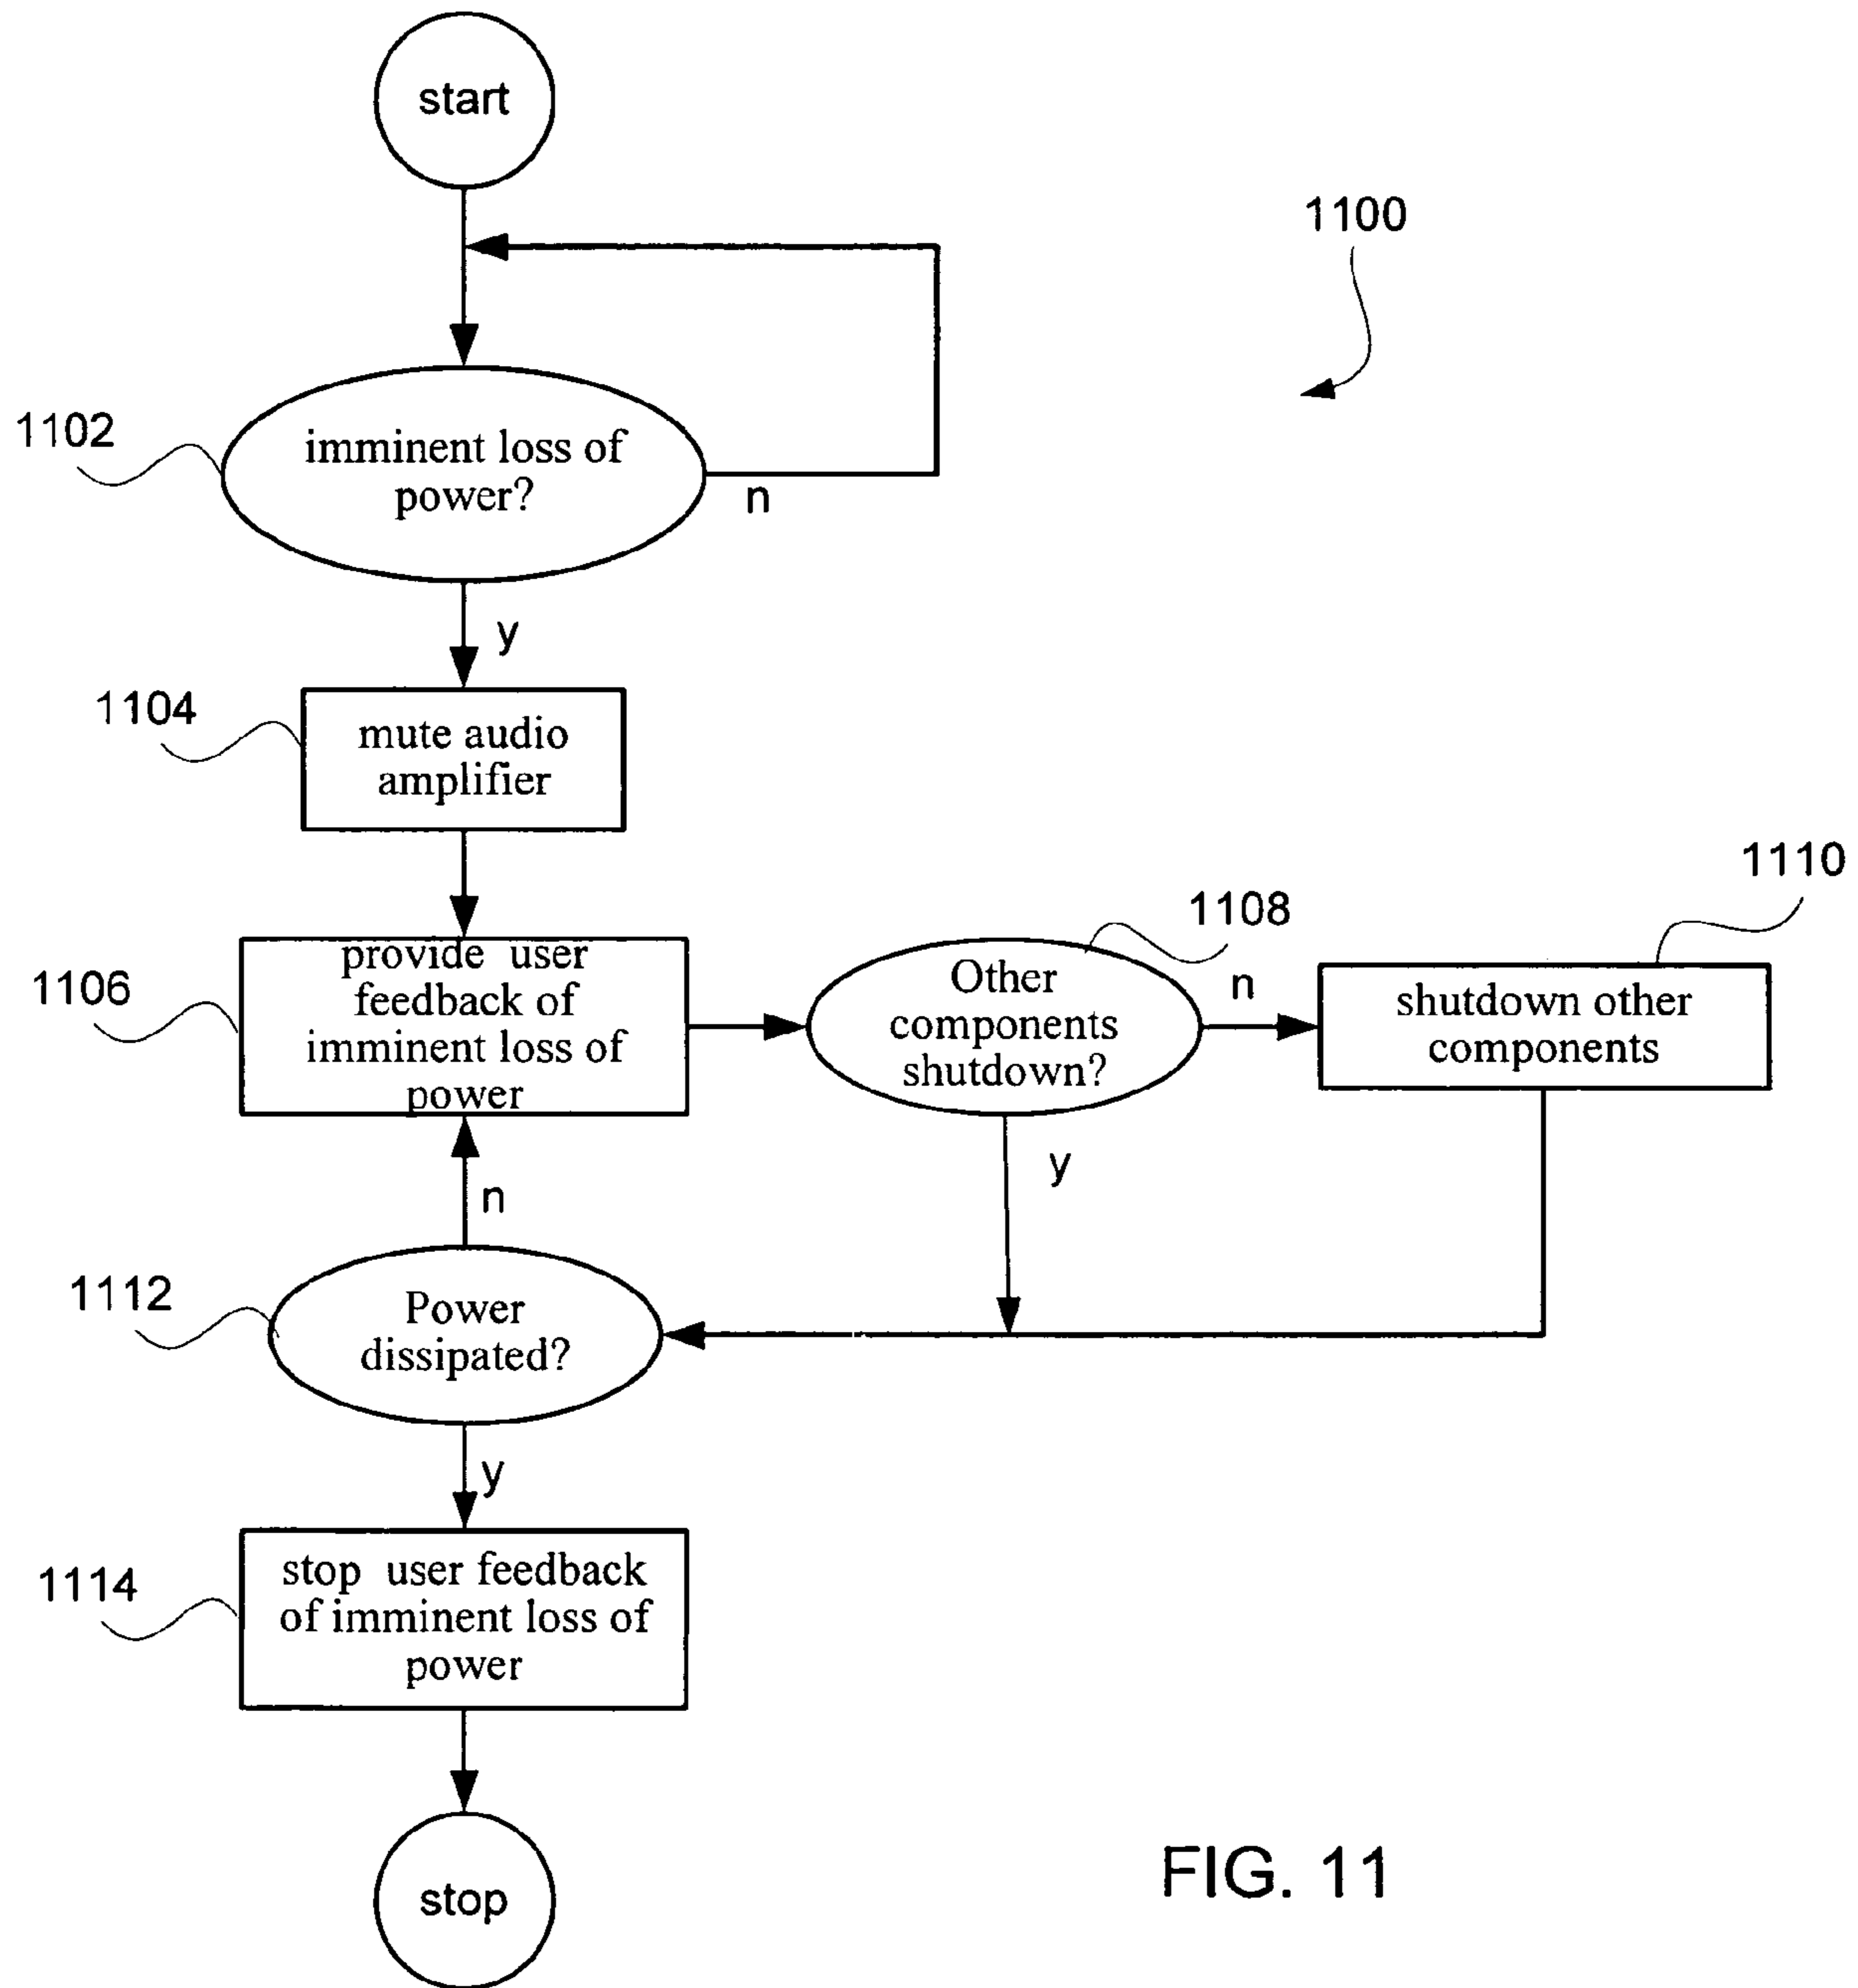 start
1100
1102
imminent loss of
power?
n
y
1104
mute audio
amplifier
1106
provide user
feedback of
imminent loss of
power
1108
Other
components
shutdown?
n
1110
shutdown other
components
y
n
1112
Power
dissipated?
y
1114
stop user feedback
of imminent loss of
power
stop
FIG. 11